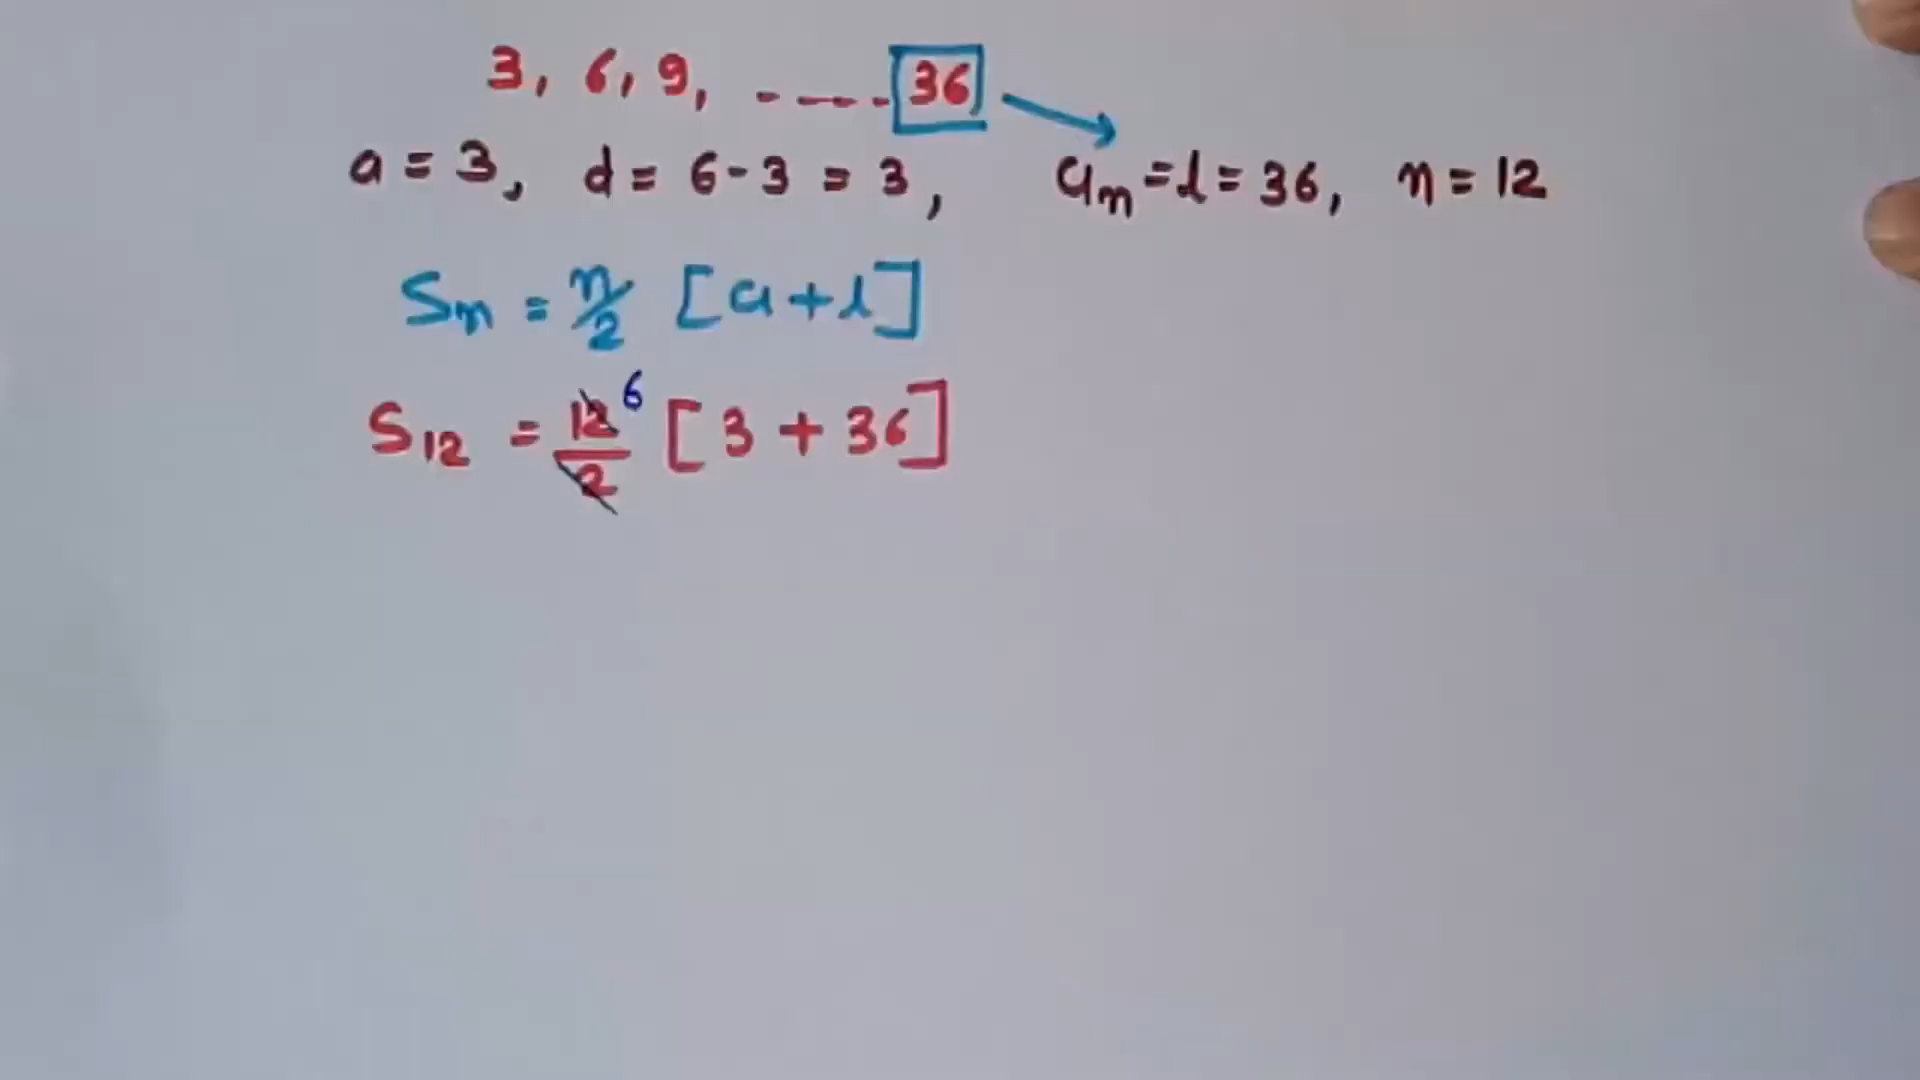 3, 6, 9, ----- 36
a = 3, d = 6 - 3 = 3, an = l = 36, n = 12
Sn = n/2 [a + l]
S12 = 12/2 6 [3 + 36]